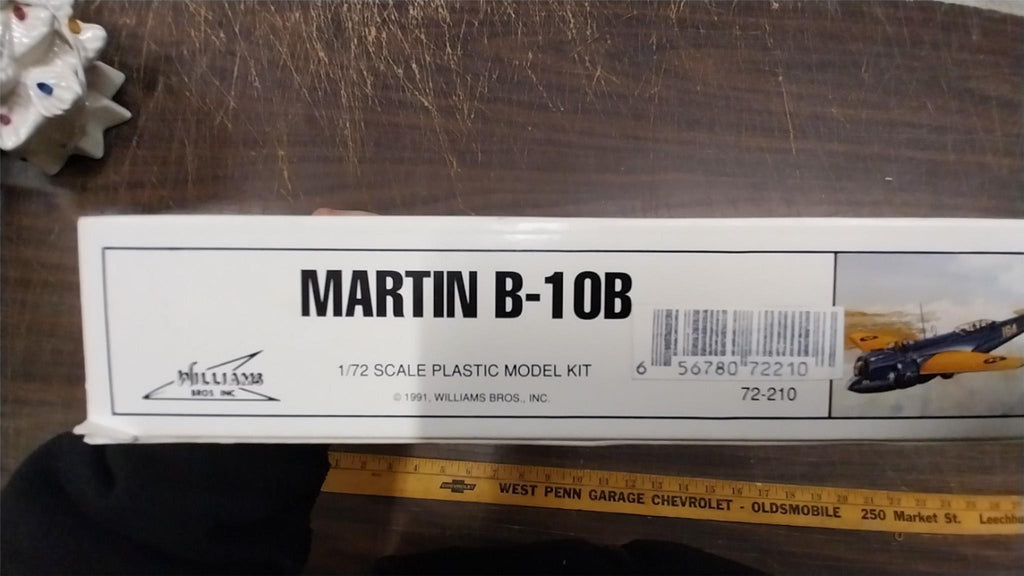 MARTIN B-10B
WILLIAMS
BROS. INC.
1/72 SCALE PLASTIC MODEL KIT
© 1991, WILLIAMS BROS., INC.
6 56780 72210
72-210
CHEVROLET
WEST PENN GARAGE CHEVROLET - OLDSMOBILE 250 Market St.